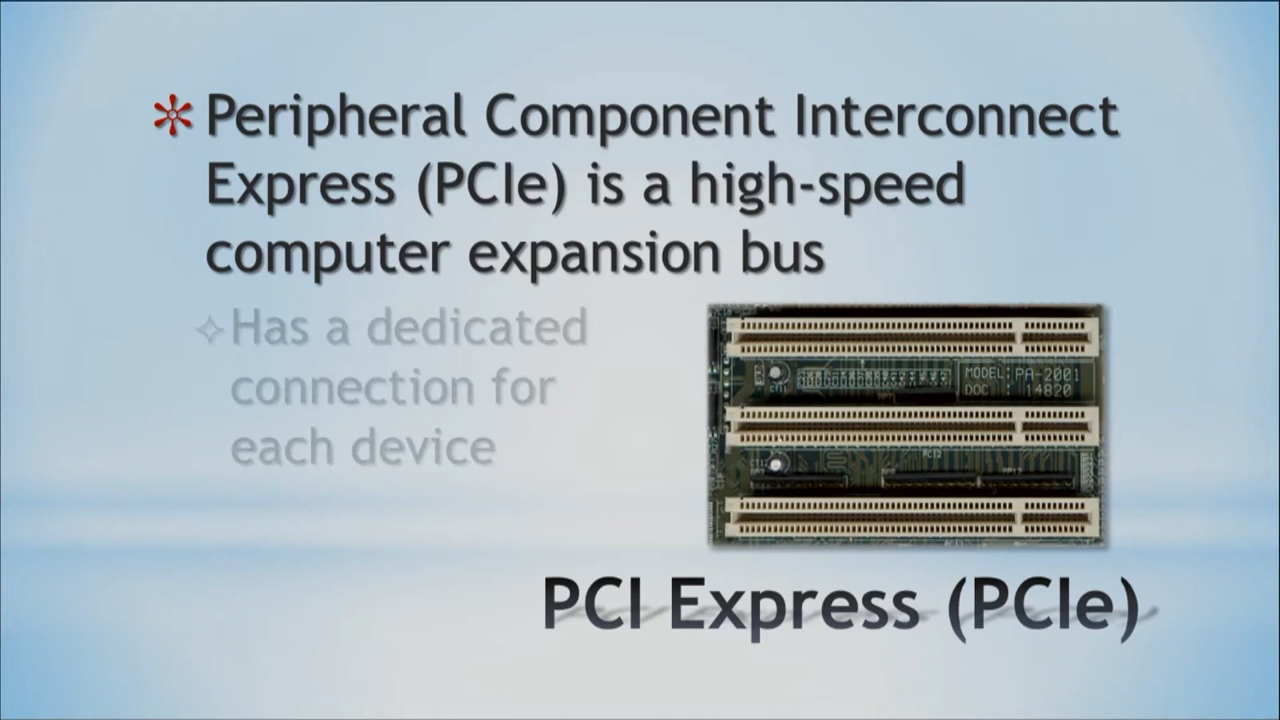 Peripheral Component Interconnect
Express (PCIe) is a high-speed
computer expansion bus
Has a dedicated
connection for
each device
MODEL: PA-2001
DOC : 14820
PCI2
PCI Express (PCIe)